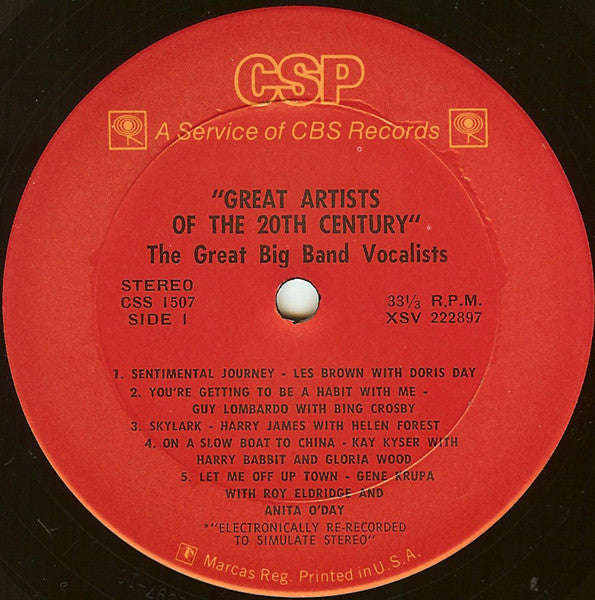 CSP
A Service of CBS Records
"GREAT ARTISTS
OF THE 20TH CENTURY"
The Great Big Band Vocalists
STEREO
CSS 1507
SIDE 1
33⅓ R.P.M.
XSV 222897
1. SENTIMENTAL JOURNEY - LES BROWN WITH DORIS DAY
2. YOU'RE GETTING TO BE A HABIT WITH ME -
GUY LOMBARDO WITH BING CROSBY
3. SKYLARK - HARRY JAMES WITH HELEN FOREST
4. ON A SLOW BOAT TO CHINA - KAY KYSER WITH
HARRY BABBIT AND GLORIA WOOD
5. LET ME OFF UP TOWN - GENE KRUPA
WITH ROY ELDRIDGE AND
ANITA O'DAY
*"ELECTRONICALLY RE-RECORDED
TO SIMULATE STEREO"
Marcas Reg. Printed in U.S.A.